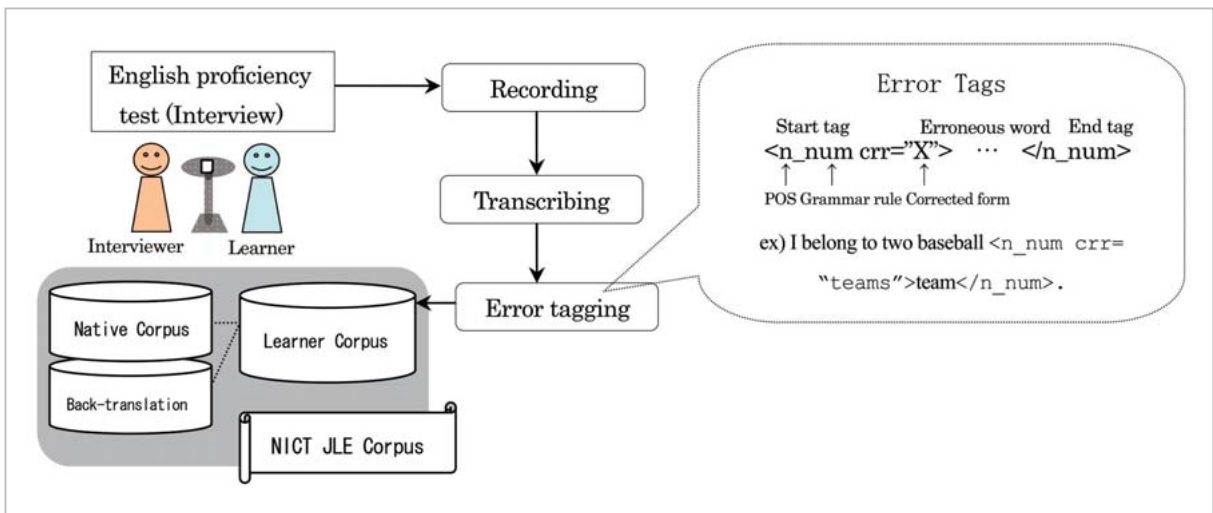 English proficiency
test (Interview)
Interviewer
Learner
Recording
Transcribing
Error tagging
Native Corpus
Back-translation
Learner Corpus
NICT JLE Corpus
Error Tags
Start tag Erroneous word End tag
<n_num crr=”X”> ⋯ </n_num>
POS Grammar rule Corrected form
ex) I belong to two baseball <n_num crr=
“teams”>team</n_num>.